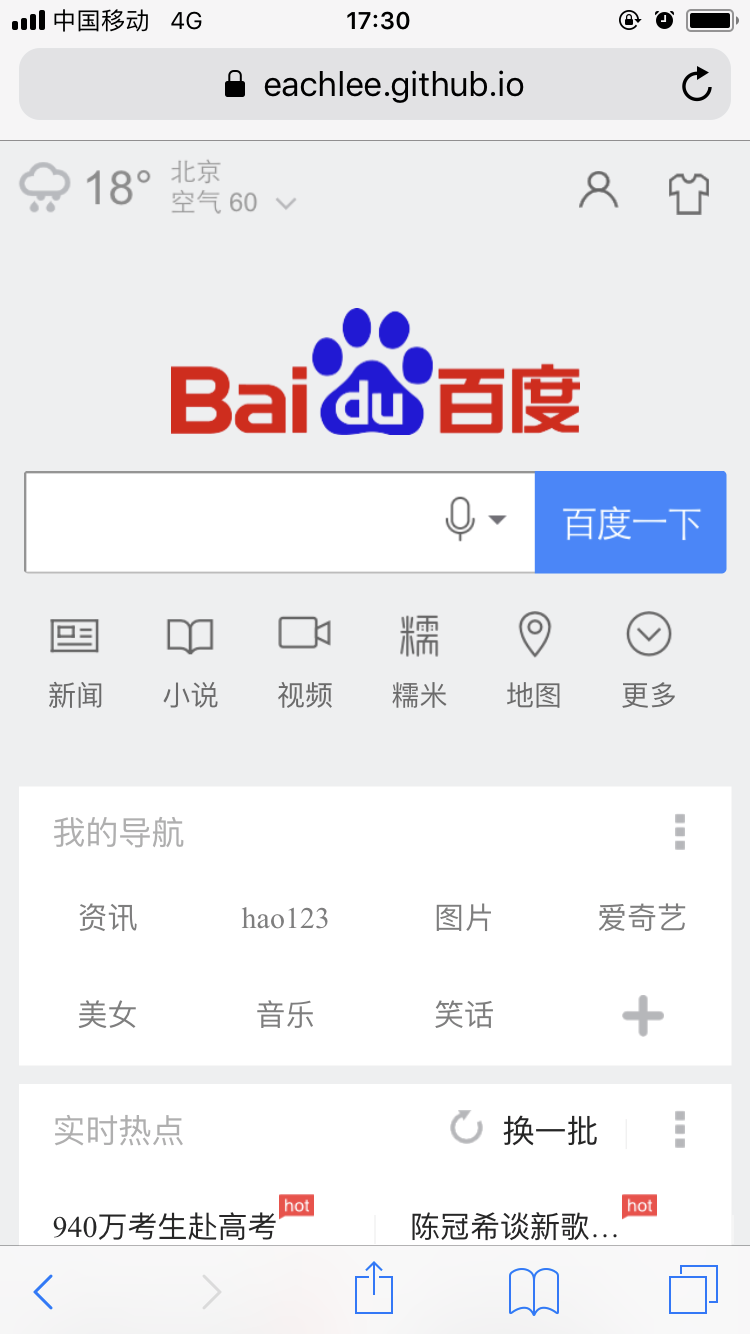 中国移动 4G 17:30
eachlee.github.io
18° 北京
空气 60
Bai du 百度
百度一下
糯
新闻 小说 视频 糯米 地图 更多
我的导航
资讯 hao123 图片 爱奇艺
美女 音乐 笑话
实时热点 换一批
940万考生赴高考 hot 陈冠希谈新歌… hot